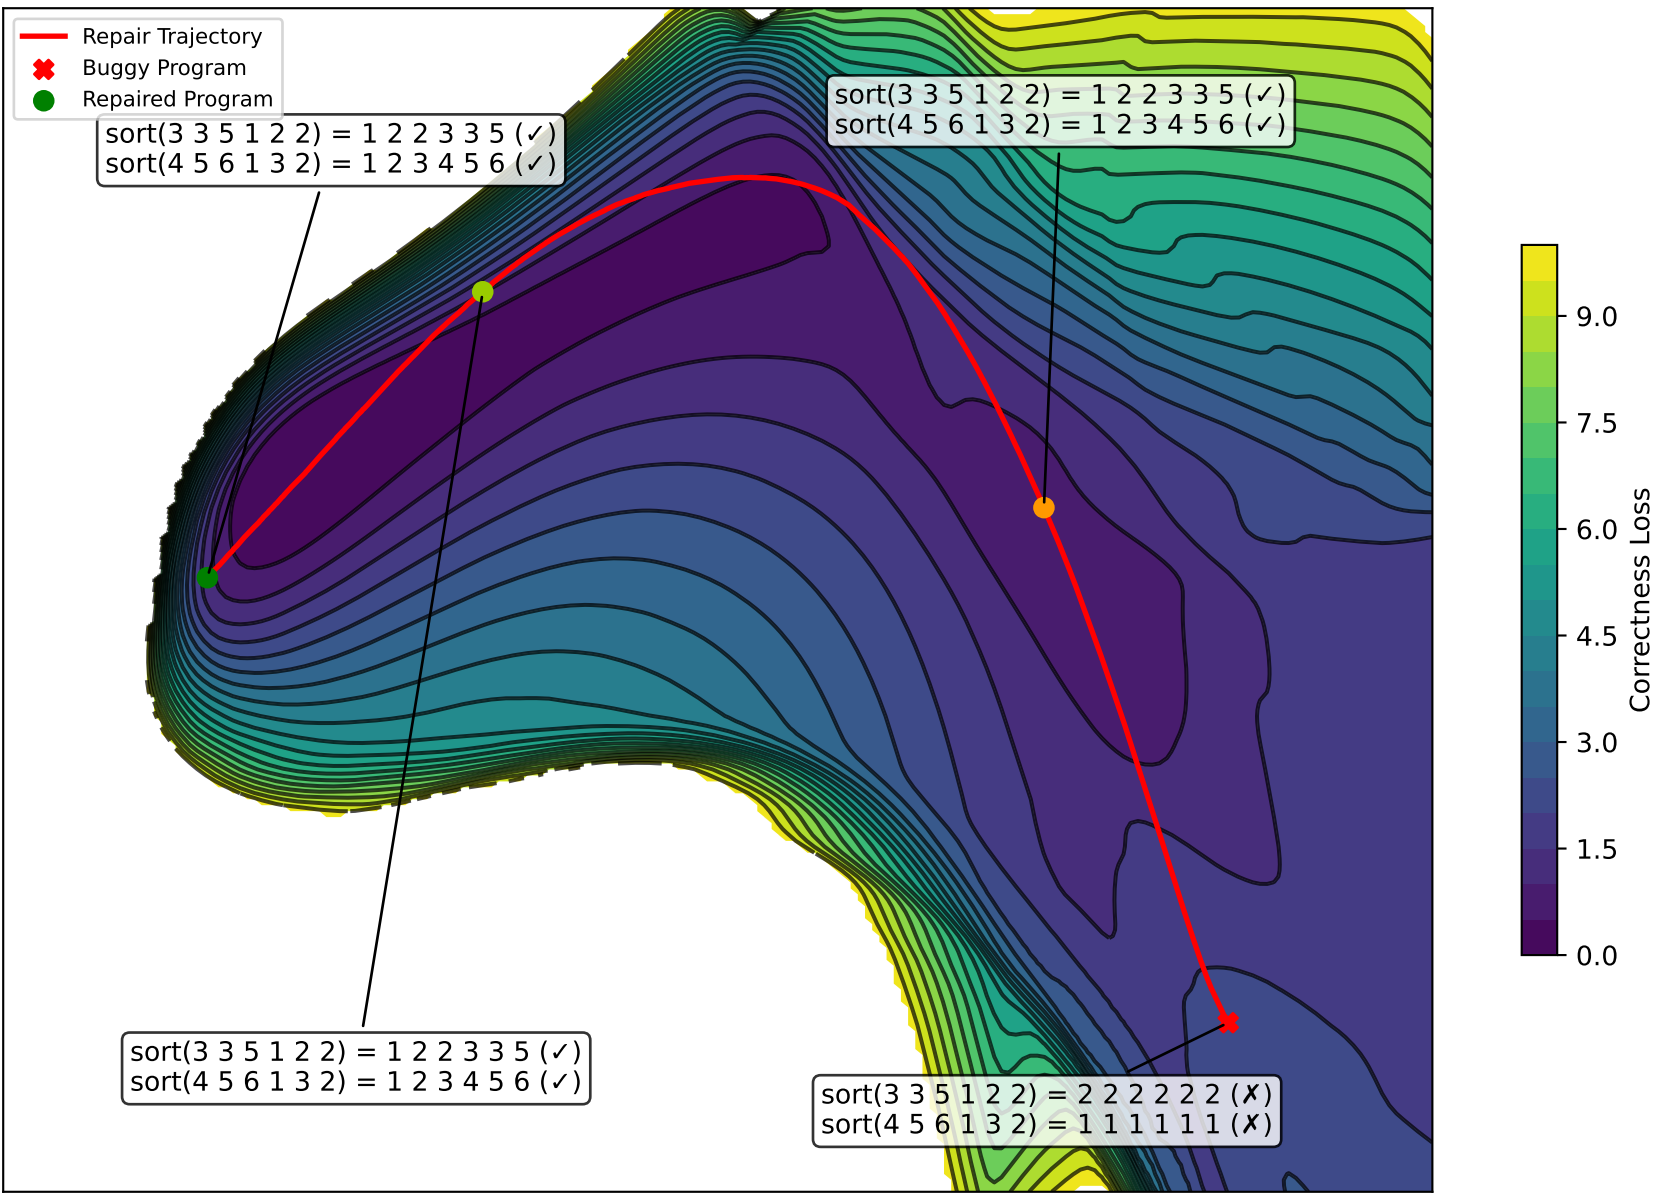 Repair Trajectory
Buggy Program
Repaired Program
sort(3 3 5 1 2 2) = 1 2 2 3 3 5 (✓)
sort(4 5 6 1 3 2) = 1 2 3 4 5 6 (✓)
sort(3 3 5 1 2 2) = 1 2 2 3 3 5 (✓)
sort(4 5 6 1 3 2) = 1 2 3 4 5 6 (✓)
sort(3 3 5 1 2 2) = 1 2 2 3 3 5 (✓)
sort(4 5 6 1 3 2) = 1 2 3 4 5 6 (✓)
sort(3 3 5 1 2 2) = 2 2 2 2 2 2 (✗)
sort(4 5 6 1 3 2) = 1 1 1 1 1 1 (✗)
9.0
7.5
6.0
4.5
3.0
1.5
0.0
Correctness Loss